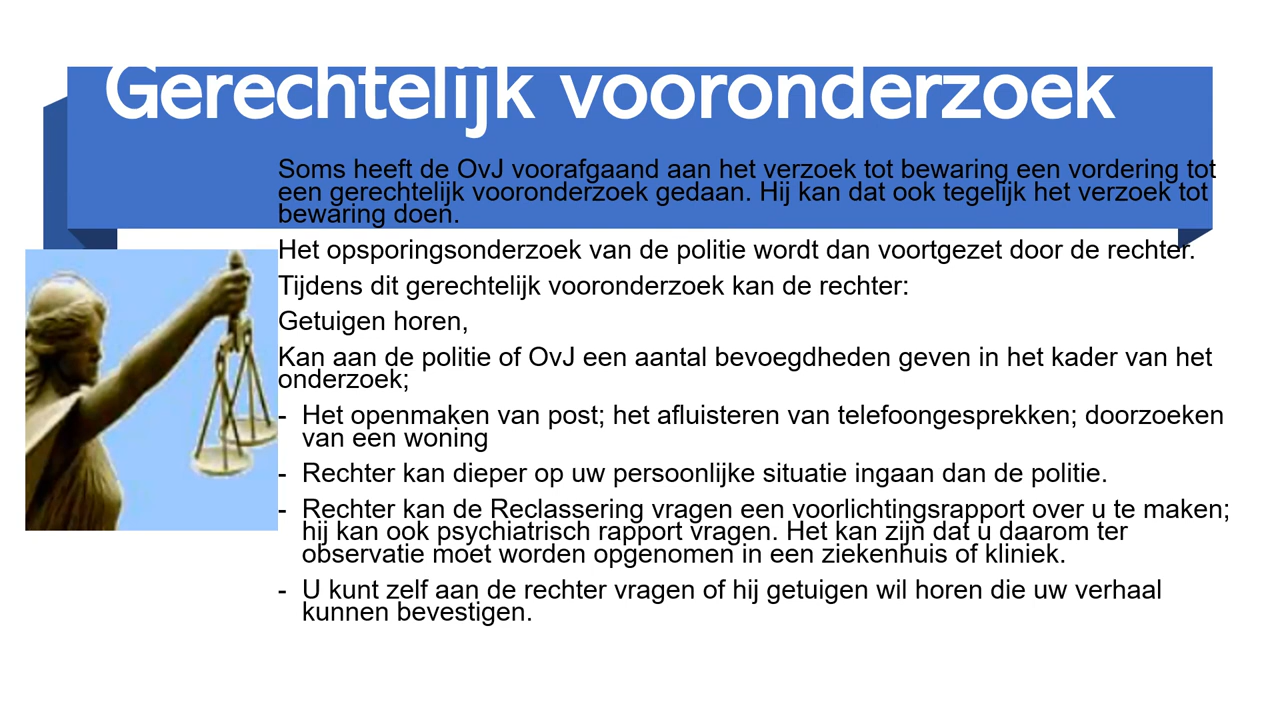 Gerechtelijk vooronderzoek
Soms heeft de OvJ voorafgaand aan het verzoek tot bewaring een vordering tot
een gerechtelijk vooronderzoek gedaan. Hij kan dat ook tegelijk het verzoek tot
bewaring doen.
Het opsporingsonderzoek van de politie wordt dan voortgezet door de rechter.
Tijdens dit gerechtelijk vooronderzoek kan de rechter:
Getuigen horen,
Kan aan de politie of OvJ een aantal bevoegdheden geven in het kader van het
onderzoek;
- Het openmaken van post; het afluisteren van telefoongesprekken; doorzoeken
van een woning
- Rechter kan dieper op uw persoonlijke situatie ingaan dan de politie.
- Rechter kan de Reclassering vragen een voorlichtingsrapport over u te maken;
hij kan ook psychiatrisch rapport vragen. Het kan zijn dat u daarom ter
observatie moet worden opgenomen in een ziekenhuis of kliniek.
- U kunt zelf aan de rechter vragen of hij getuigen wil horen die uw verhaal
kunnen bevestigen.